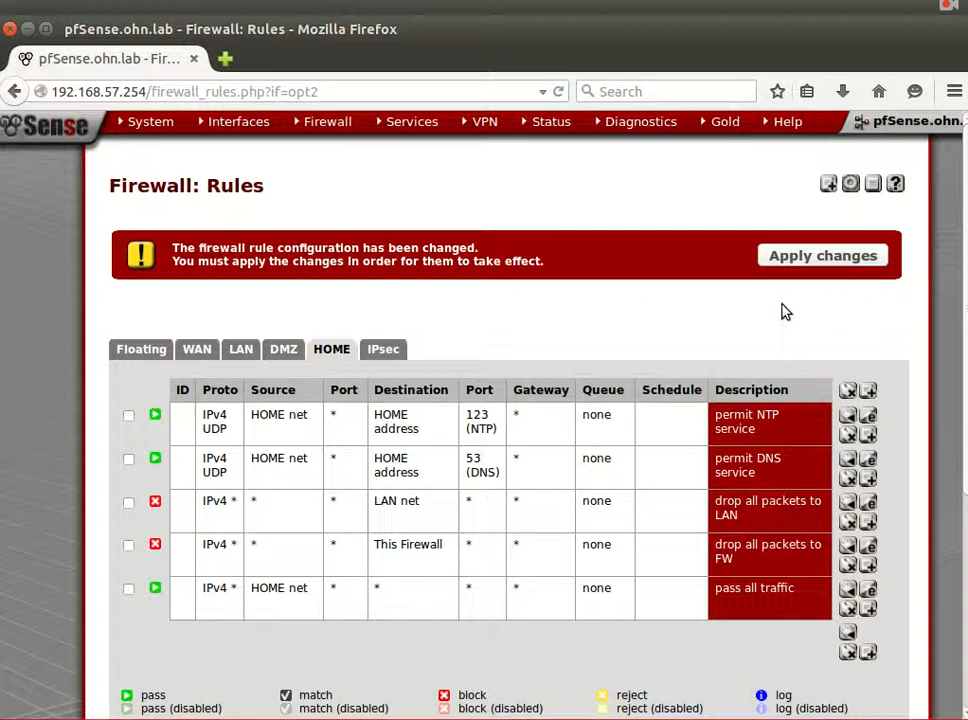 pfSense.ohn.lab - Firewall: Rules - Mozilla Firefox
pfSense.ohn.lab - Fir...
192.168.57.254/firewall_rules.php?if=opt2
Search
Sense
System
Interfaces
Firewall
Services
VPN
Status
Diagnostics
Gold
Help
pfSense.ohn.
Firewall: Rules
The firewall rule configuration has been changed.
You must apply the changes in order for them to take effect.
Apply changes
Floating WAN LAN DMZ HOME IPsec
ID Proto Source Port Destination Port Gateway Queue Schedule Description
IPv4 HOME net * HOME 123 * none permit NTP
UDP address (NTP) service
IPv4 HOME net * HOME 53 * none permit DNS
UDP address (DNS) service
IPv4 * * * LAN net * * none drop all packets to
LAN
IPv4 * * * This Firewall * * none drop all packets to
FW
IPv4 * HOME net * * * * none pass all traffic
pass match block reject log
pass (disabled) match (disabled) block (disabled) reject (disabled) log (disabled)